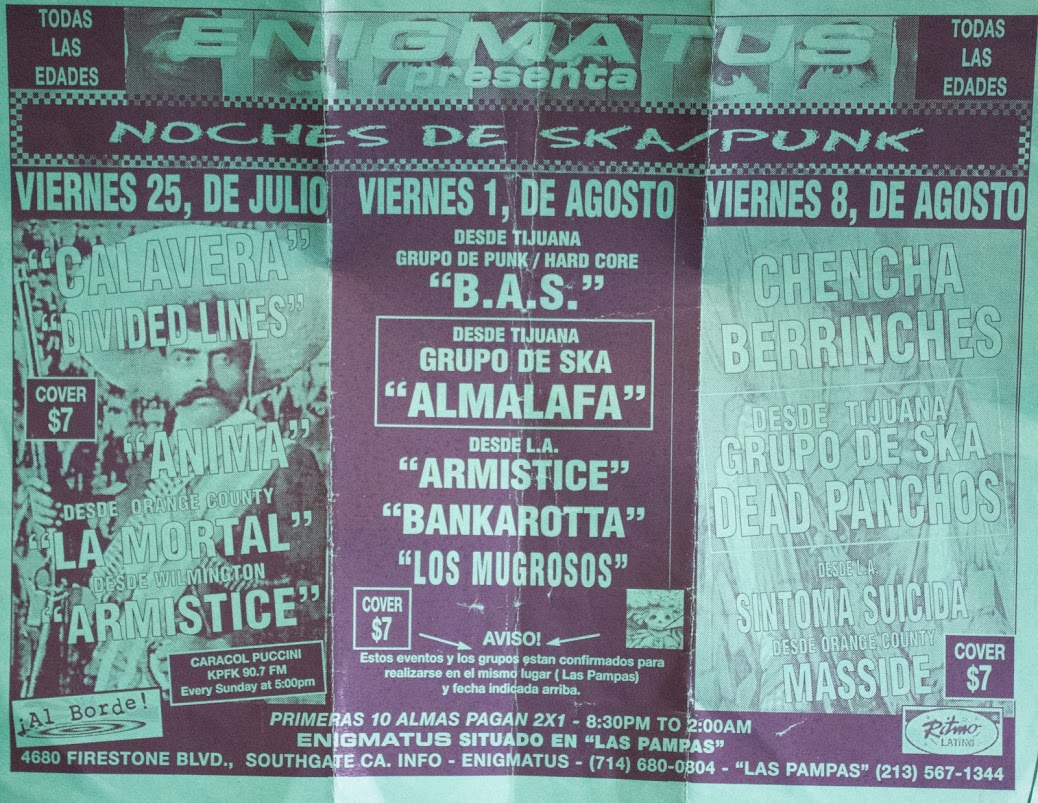 TODAS
LAS
EDADES
ENIGMATUS
presenta
TODAS
LAS
EDADES
NOCHES DE SKA/PUNK
VIERNES 25, DE JULIO
"CALAVERA"
"DIVIDED LINES"
COVER
$7
"ANIMA"
DESDE ORANGE COUNTY
"LA MORTAL"
DESDE WILMINGTON
"ARMISTICE"
CARACOL PUCCINI
KPFK 90.7 FM
Every Sunday at 5:00pm
¡Al Borde!
VIERNES 1, DE AGOSTO
DESDE TIJUANA
GRUPO DE PUNK / HARD CORE
"B.A.S."
DESDE TIJUANA
GRUPO DE SKA
"ALMALAFA"
DESDE L.A.
"ARMISTICE"
"BANKAROTTA"
"LOS MUGROSOS"
COVER
$7
AVISO!
Estos eventos y los grupos estan confirmados para
realizarse en el mismo lugar ( Las Pampas)
y fecha indicada arriba.
VIERNES 8, DE AGOSTO
CHENCHA
BERRINCHES
DESDE TIJUANA
GRUPO DE SKA
DEAD PANCHOS
DESDE L.A.
SINTOMA SUICIDA
DESDE ORANGE COUNTY
MASSIDE
COVER
$7
Ritmo
LATINO
PRIMERAS 10 ALMAS PAGAN 2X1 - 8:30PM TO 2:00AM
ENIGMATUS SITUADO EN "LAS PAMPAS"
4680 FIRESTONE BLVD., SOUTHGATE CA. INFO - ENIGMATUS - (714) 680-0804 - "LAS PAMPAS" (213) 567-1344